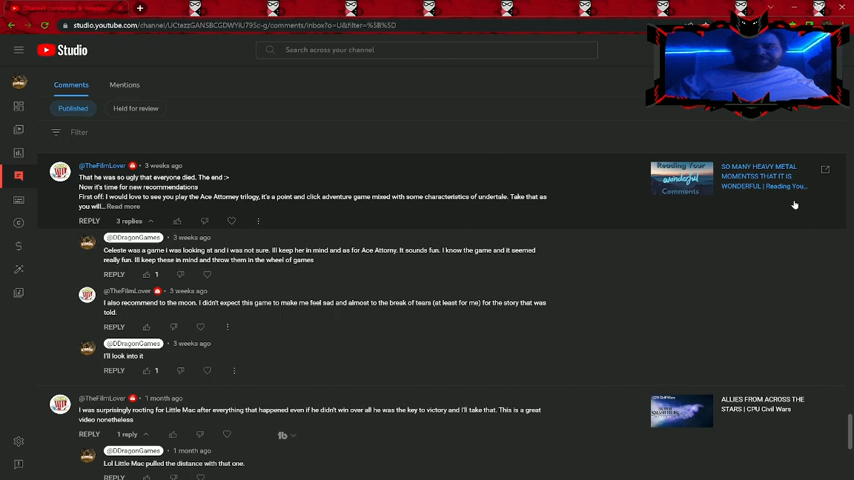 Studio
studio.youtube.com/channel/UCtezzGANSBCGDWYiU795c-g/comments/inbox?o=U&filter=%5B%5D
Search across your channel
Comments
Mentions
Published
Held for review
Filter
@TheFilmLover • 3 weeks ago
That he was so ugly that everyone died. The end :>
Now it's time for new recommendations
First off. I would love to see you play the Ace Attorney trilogy, it's a point and click adventure game mixed with some characteristics of undertale. Take that as
you will... Read more
REPLY 3 replies
Reading Your
wonderful
Comments
SO MANY HEAVY METAL
MOMENTSS THAT IT IS
WONDERFUL | Reading You...
@DDragonGames • 3 weeks ago
Celeste was a game i was looking at and i was not sure. Ill keep her in mind and as for Ace Attorny. It sounds fun. I know the game and it seemed
really fun. Ill keep these in mind and throw them in the wheel of games
REPLY 1
@TheFilmLover • 3 weeks ago
I also recommend to the moon. I didn't expect this game to make me feel sad and almost to the break of tears (at least for me) for the story that was
told.
REPLY
@DDragonGames • 3 weeks ago
I'll look into it
REPLY 1
@TheFilmLover • 1 month ago
I was surprisingly rooting for Little Mac after everything that happened even if he didn't win over all he was the key to victory and I'll take that. This is a great
video nonetheless
REPLY 1 reply
ALLIES FROM ACROSS THE
STARS | CPU Civil Wars
@DDragonGames • 1 month ago
Lol Little Mac pulled the distance with that one.
REPLY